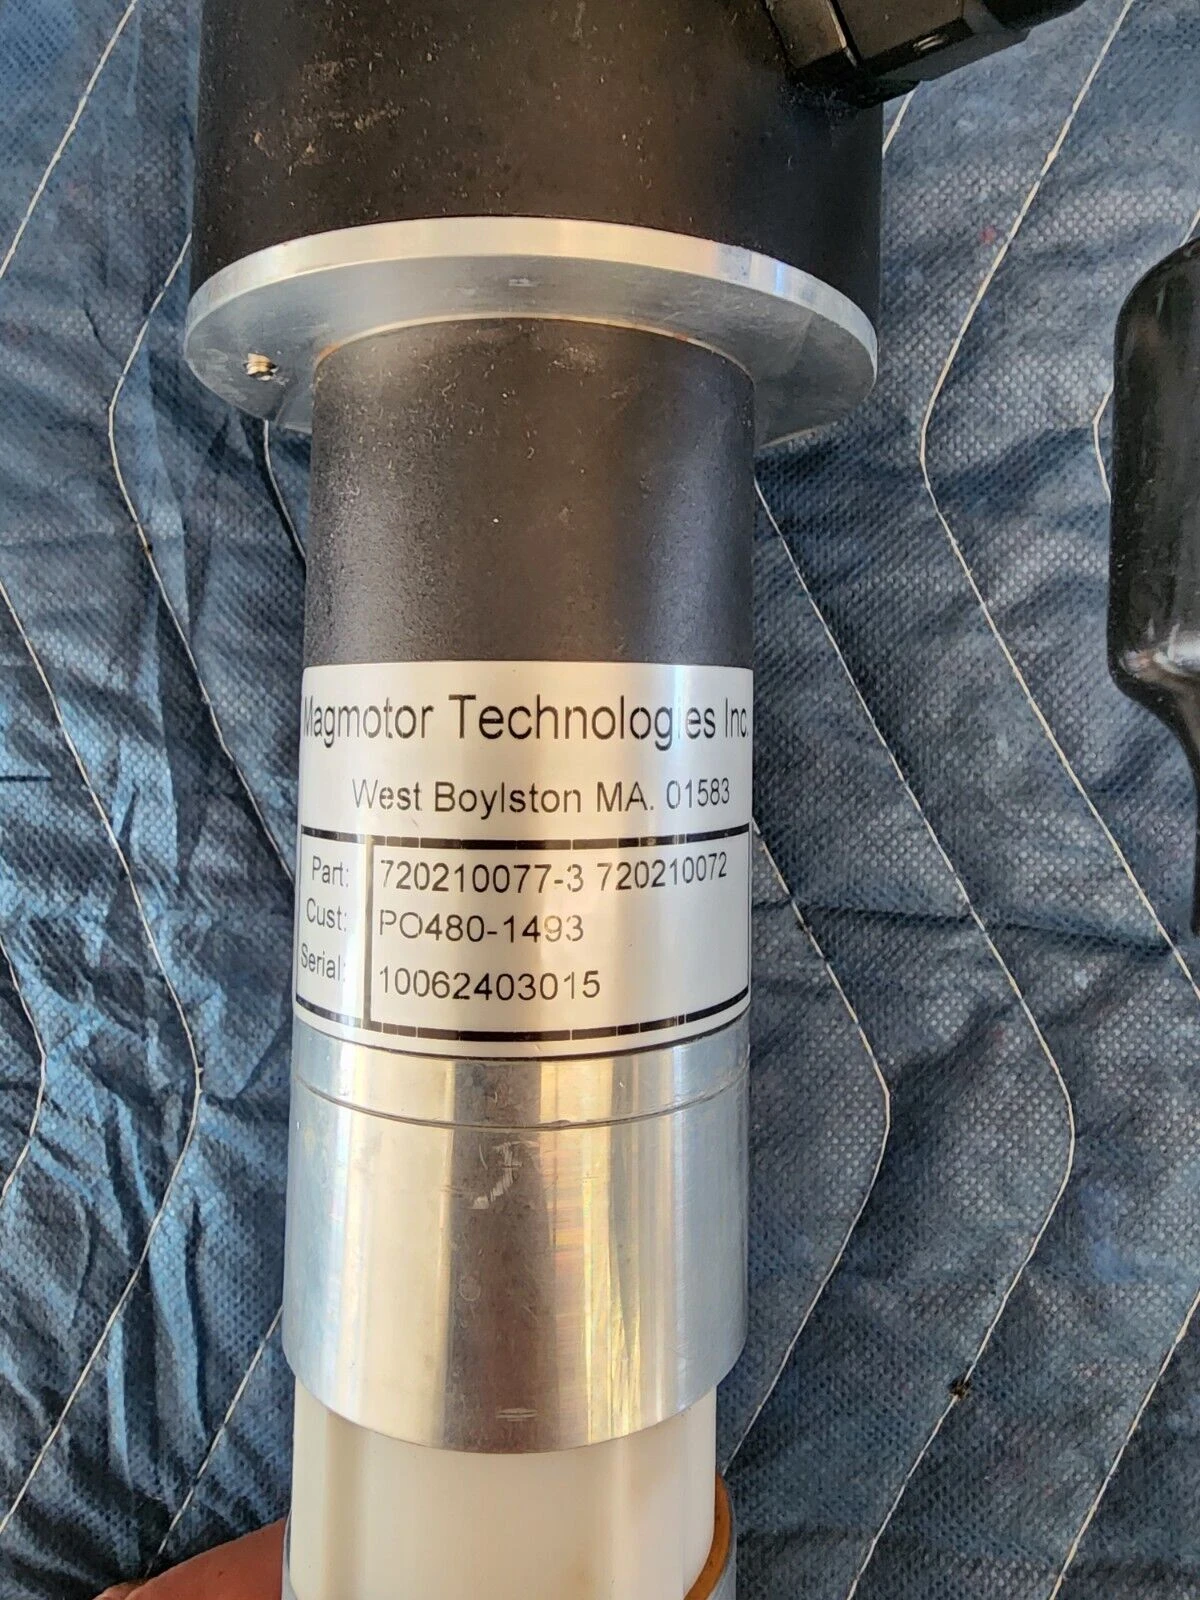 Magmotor Technologies Inc.
West Boylston MA. 01583
Part: 720210077-3 720210072
Cust: PO480-1493
Serial: 10062403015